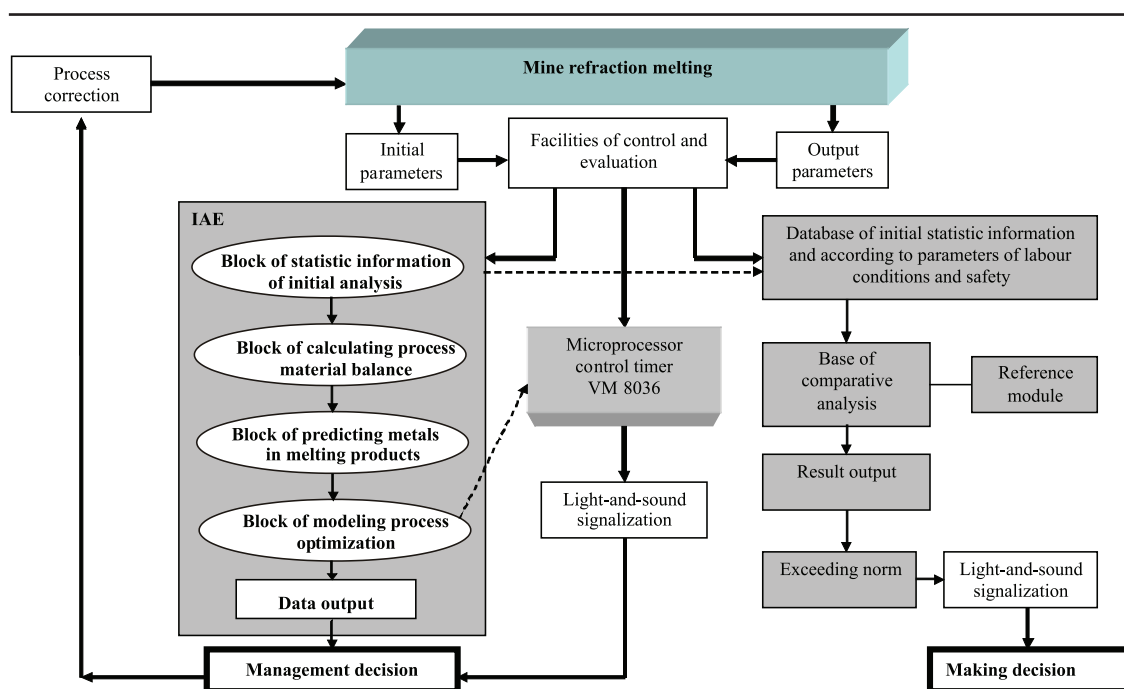 Mine refraction melting
Process
correction
Initial
parameters
Facilities of control and
evaluation
Output
parameters
IAE
Block of statistic information
of initial analysis
Block of calculating process
material balance
Block of predicting metals
in melting products
Block of modeling process
optimization
Data output
Management decision
Microprocessor
control timer
VM 8036
Light-and-sound
signalization
Database of initial statistic information
and according to parameters of labour
conditions and safety
Base of
comparative
analysis
Reference
module
Result output
Exceeding norm
Light-and-sound
signalization
Making decision